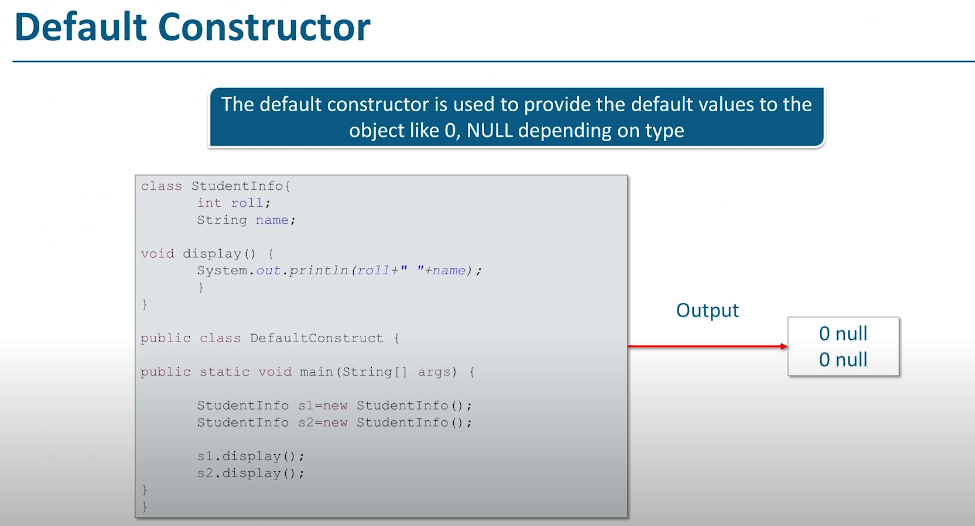 Default Constructor
The default constructor is used to provide the default values to the
object like 0, NULL depending on type
class StudentInfo{
int roll;
String name;
void display() {
System.out.println(roll+" "+name);
}
}
public class DefaultConstruct {
public static void main(String[] args) {
StudentInfo s1=new StudentInfo();
StudentInfo s2=new StudentInfo();
s1.display();
s2.display();
}
}
Output
0 null
0 null